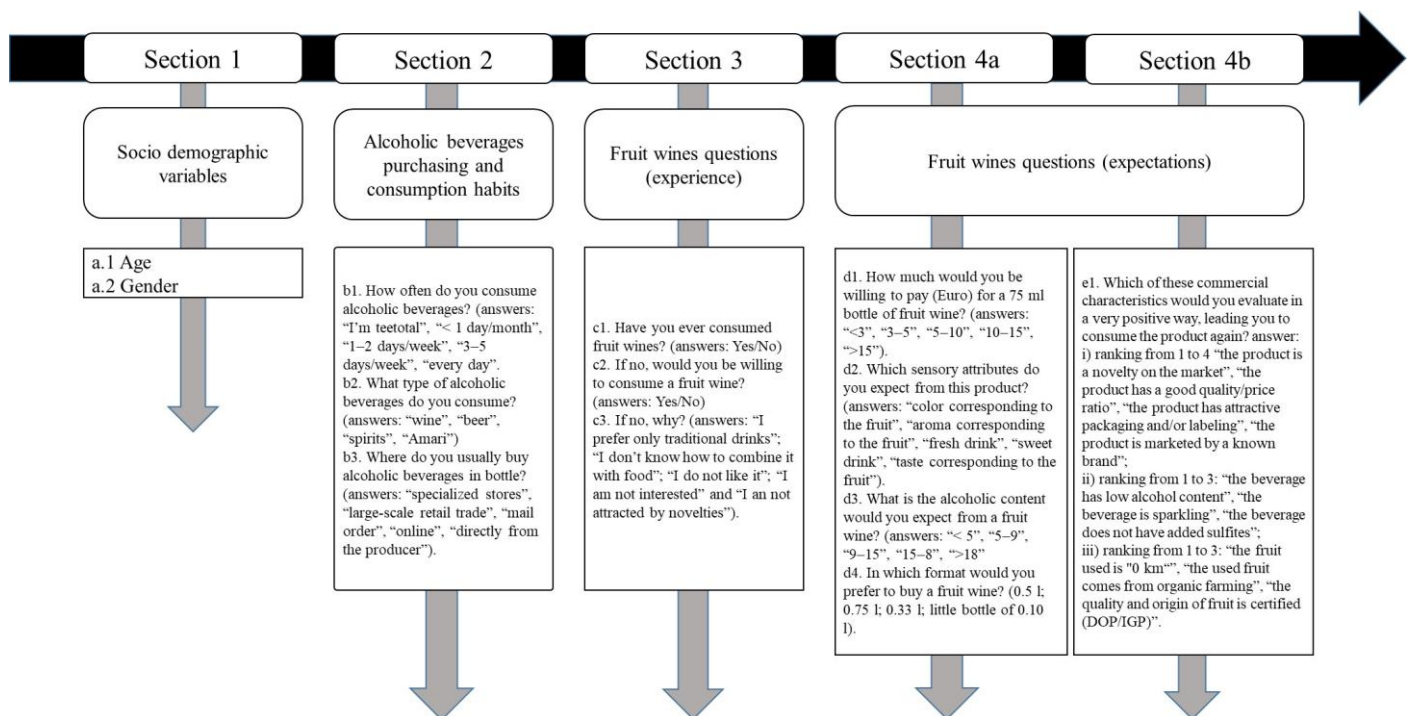 Section 1
Section 2
Section 3
Section 4a
Section 4b
Socio demographic
variables
Alcoholic beverages
purchasing and
consumption habits
Fruit wines questions
(experience)
Fruit wines questions (expectations)
a.1 Age
a.2 Gender
b1. How often do you consume
alcoholic beverages? (answers:
“I’m teetotal”, “< 1 day/month”,
“1–2 days/week”, “3–5
days/week”, “every day”.
b2. What type of alcoholic
beverages do you consume?
(answers: “wine”, “beer”,
“spirits”, “Amari”)
b3. Where do you usually buy
alcoholic beverages in bottle?
(answers: “specialized stores”,
“large-scale retail trade”, “mail
order”, “online”, “directly from
the producer”).
c1. Have you ever consumed
fruit wines? (answers: Yes/No)
c2. If no, would you be willing
to consume a fruit wine?
(answers: Yes/No)
c3. If no, why? (answers: “I
prefer only traditional drinks”;
“I don’t know how to combine it
with food”; “I do not like it”; “I
am not interested” and “I an not
attracted by novelties”).
d1. How much would you be
willing to pay (Euro) for a 75 ml
bottle of fruit wine? (answers:
“<3”, “3–5”, “5–10”, “10–15”,
“>15”).
d2. Which sensory attributes do
you expect from this product?
(answers: “color corresponding to
the fruit”, “aroma corresponding
to the fruit”, “fresh drink”, “sweet
drink”, “taste corresponding to the
fruit”).
d3. What is the alcoholic content
would you expect from a fruit
wine? (answers: “< 5”, “5–9”,
“9–15”, “15–8”, “>18”
d4. In which format would you
prefer to buy a fruit wine? (0.5 l;
0.75 l; 0.33 l; little bottle of 0.10
l).
e1. Which of these commercial
characteristics would you evaluate in
a very positive way, leading you to
consume the product again? answer:
i) ranking from 1 to 4 “the product is
a novelty on the market”, “the
product has a good quality/price
ratio”, “the product has attractive
packaging and/or labeling”, “the
product is marketed by a known
brand”;
ii) ranking from 1 to 3: “the beverage
has low alcohol content”, “the
beverage is sparkling”, “the beverage
does not have added sulfites”;
iii) ranking from 1 to 3: “the fruit
used is "0 km“”, “the used fruit
comes from organic farming”, “the
quality and origin of fruit is certified
(DOP/IGP)”.